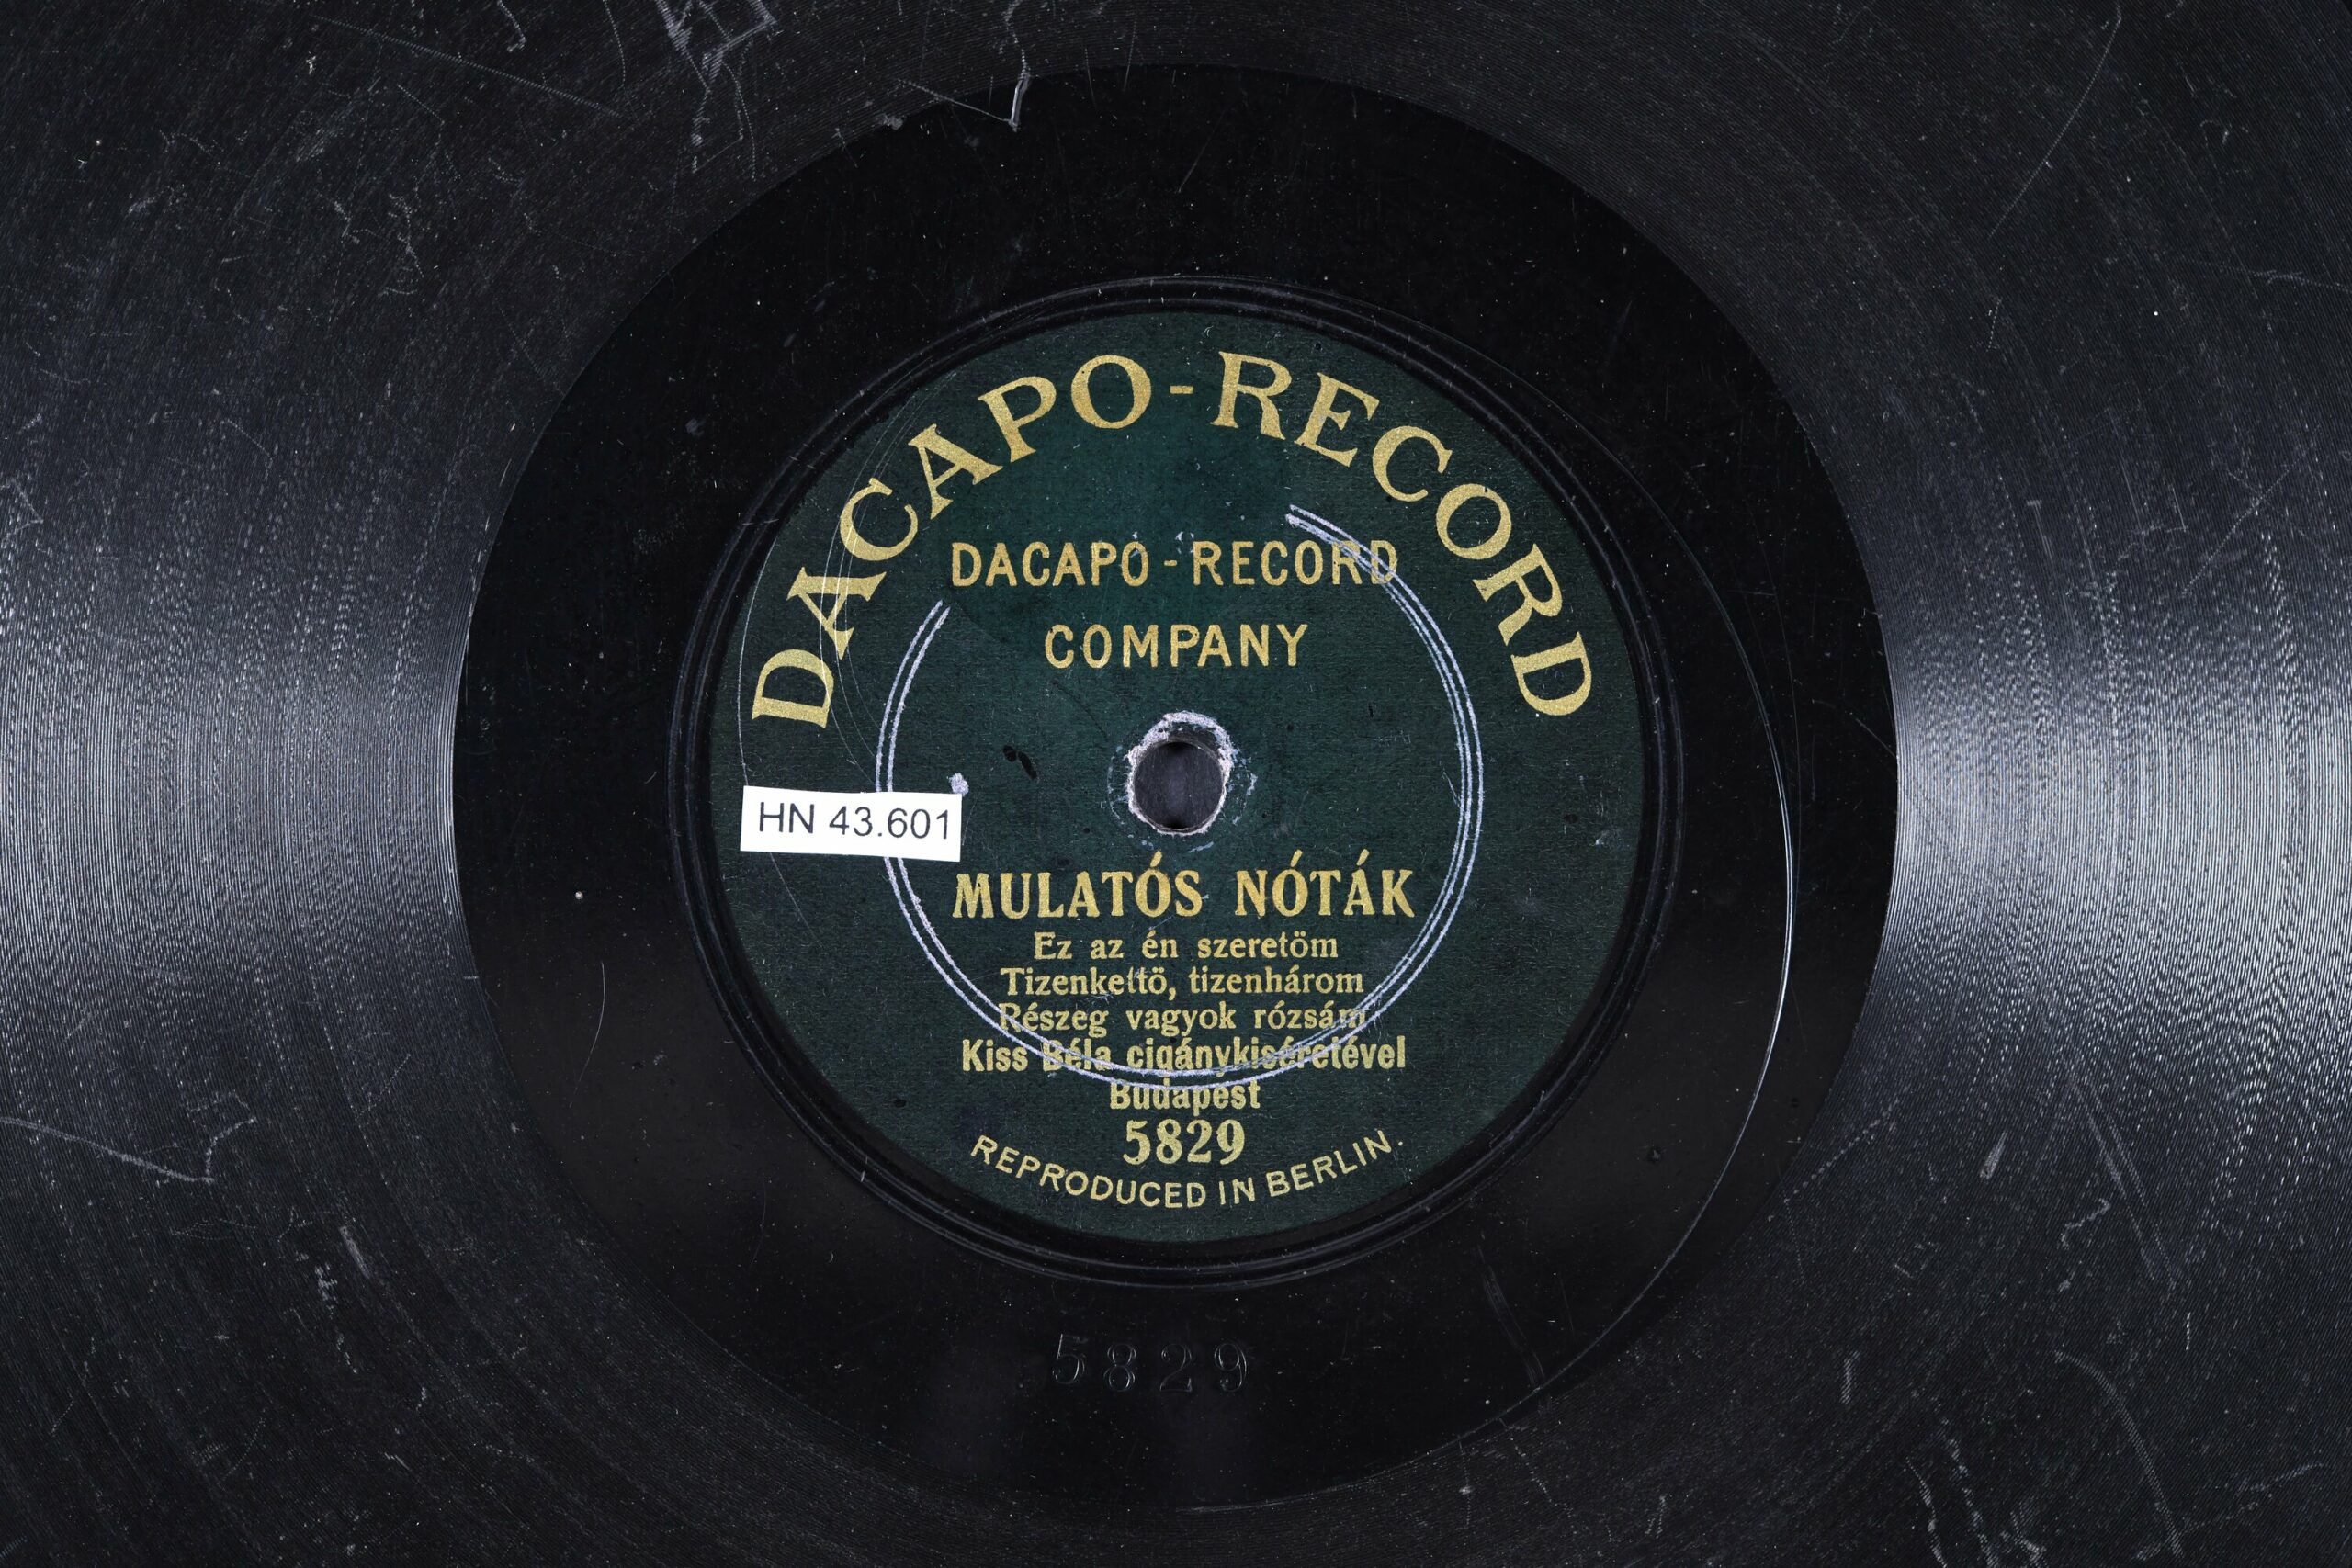 DACAPO-RECORD
DACAPO-RECORD
COMPANY
HN 43.601
MULATÓS NÓTÁK
Ez az én szeretöm
Tizenkettö, tizenhárom
Részeg vagyok rózsám
Kiss Béla cigánykiséretével
Budapest
5829
REPRODUCED IN BERLIN.
5829